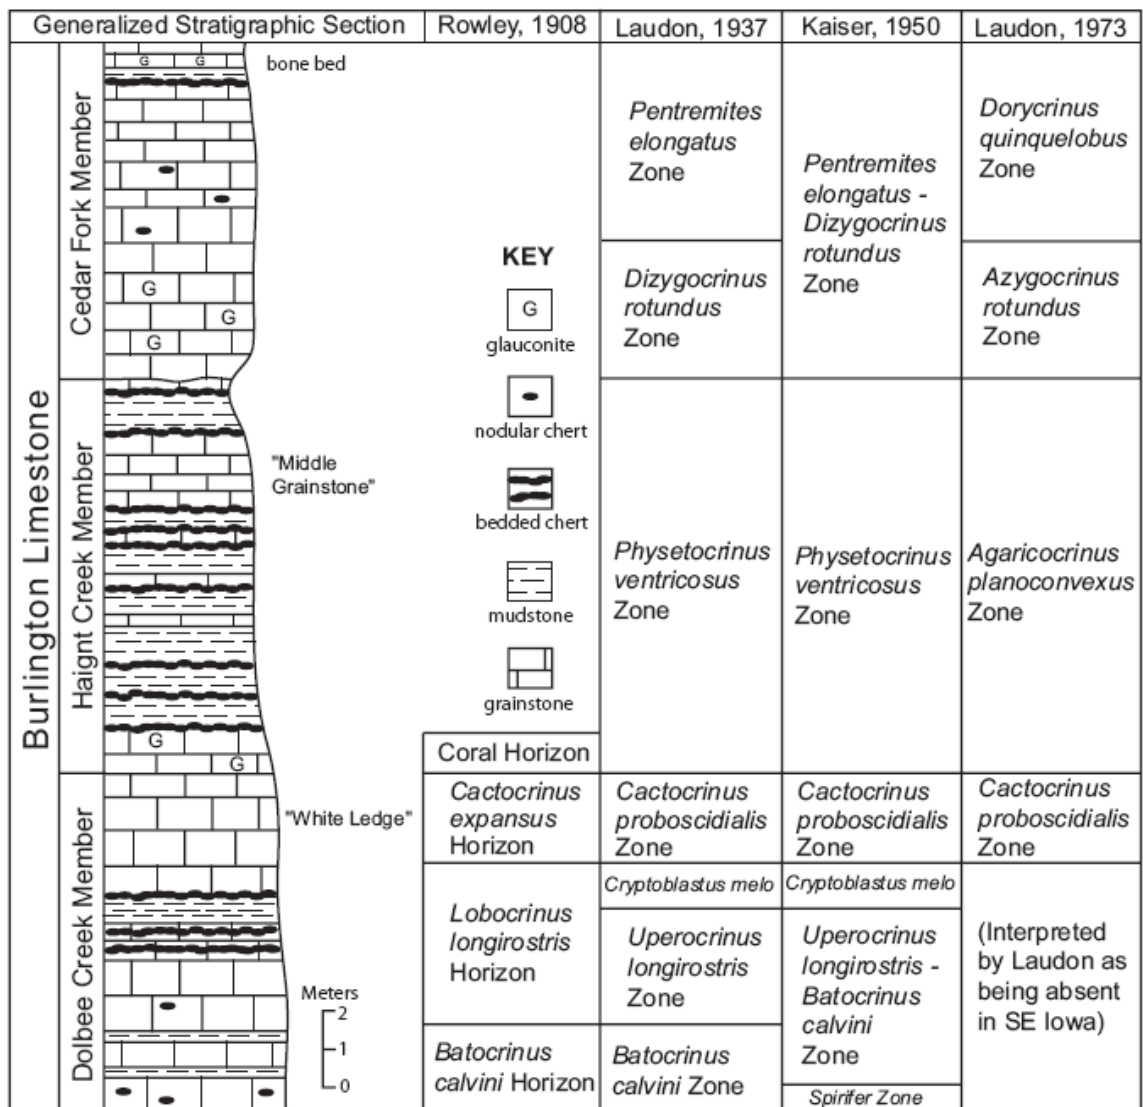 Generalized Stratigraphic Section
Rowley, 1908
Laudon, 1937
Kaiser, 1950
Laudon, 1973
Burlington Limestone
Cedar Fork Member
Haignt Creek Member
Dolbee Creek Member
G
G
bone bed
G
G
G
"Middle
Grainstone"
G
G
"White Ledge"
Meters
2
1
0
KEY
G
glauconite
nodular chert
bedded chert
mudstone
grainstone
Coral Horizon
Cactocrinus
expansus
Horizon
Lobocrinus
longirostris
Horizon
Batocrinus
calvini Horizon
Pentremites
elongatus
Zone
Dizygocrinus
rotundus
Zone
Physetocrinus
ventricosus
Zone
Cactocrinus
proboscidialis
Zone
Cryptoblastus melo
Uperocrinus
longirostris
Zone
Batocrinus
calvini Zone
Pentremites
elongatus -
Dizygocrinus
rotundus
Zone
Physetocrinus
ventricosus
Zone
Cactocrinus
proboscidialis
Zone
Cryptoblastus melo
Uperocrinus
longirostris -
Batocrinus
calvini
Zone
Spirifer Zone
Dorycrinus
quinquelobus
Zone
Azygocrinus
rotundus
Zone
Agaricocrinus
planoconvexus
Zone
Cactocrinus
proboscidialis
Zone
(Interpreted
by Laudon as
being absent
in SE Iowa)